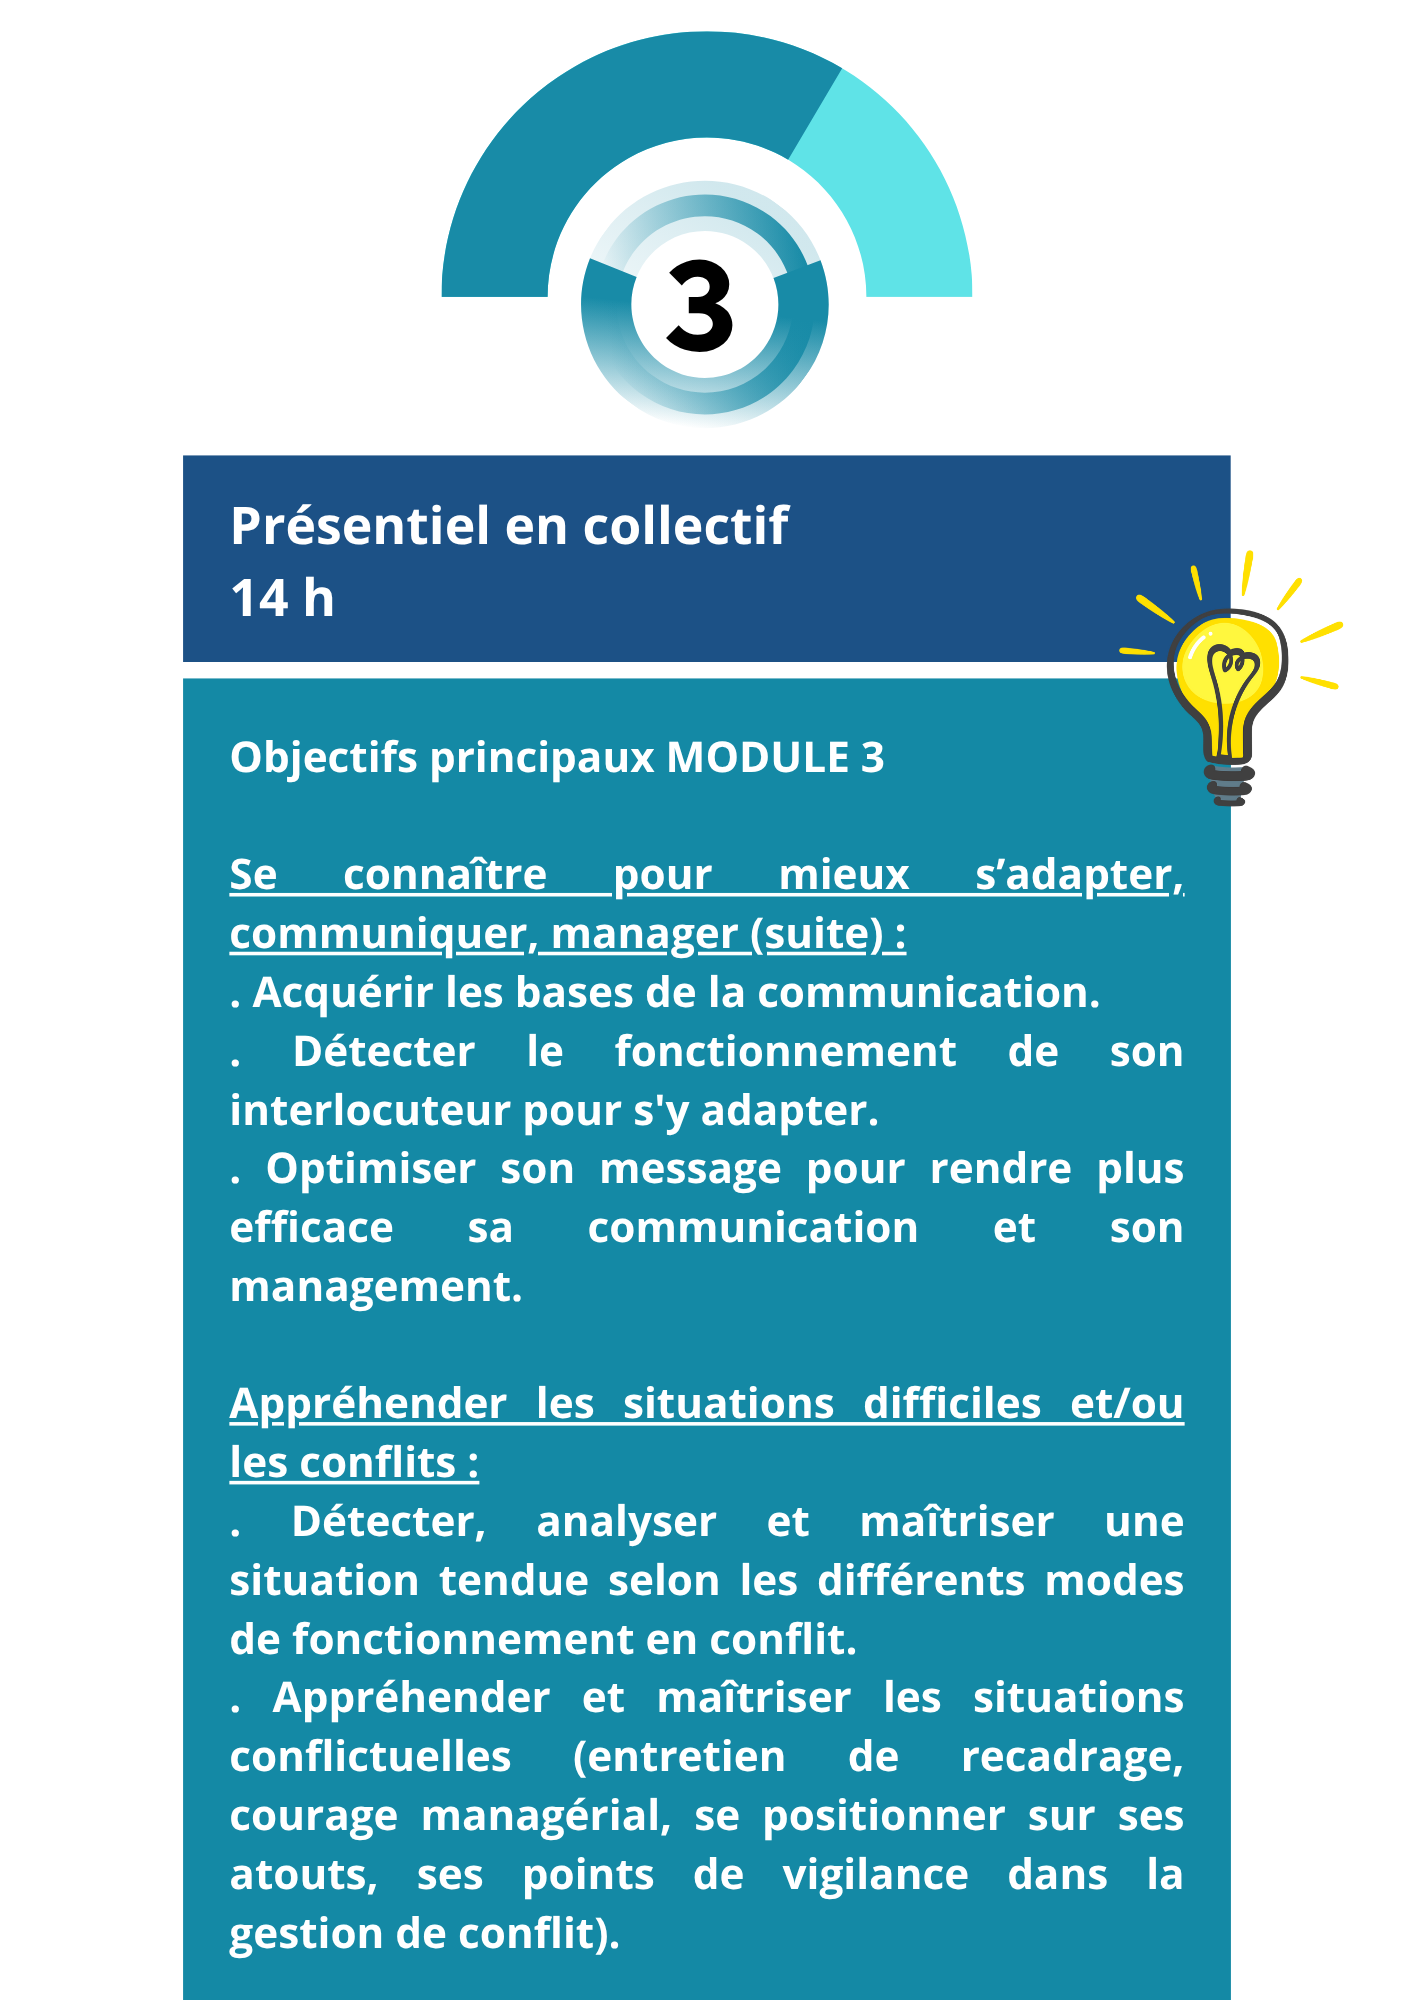 3
Présentiel en collectif
14 h
Objectifs principaux MODULE 3
Se connaître pour mieux s’adapter,
communiquer, manager (suite) :
. Acquérir les bases de la communication.
. Détecter le fonctionnement de son
interlocuteur pour s'y adapter.
. Optimiser son message pour rendre plus
efficace sa communication et son
management.
Appréhender les situations difficiles et/ou
les conflits :
. Détecter, analyser et maîtriser une
situation tendue selon les différents modes
de fonctionnement en conflit.
. Appréhender et maîtriser les situations
conflictuelles (entretien de recadrage,
courage managérial, se positionner sur ses
atouts, ses points de vigilance dans la
gestion de conflit).